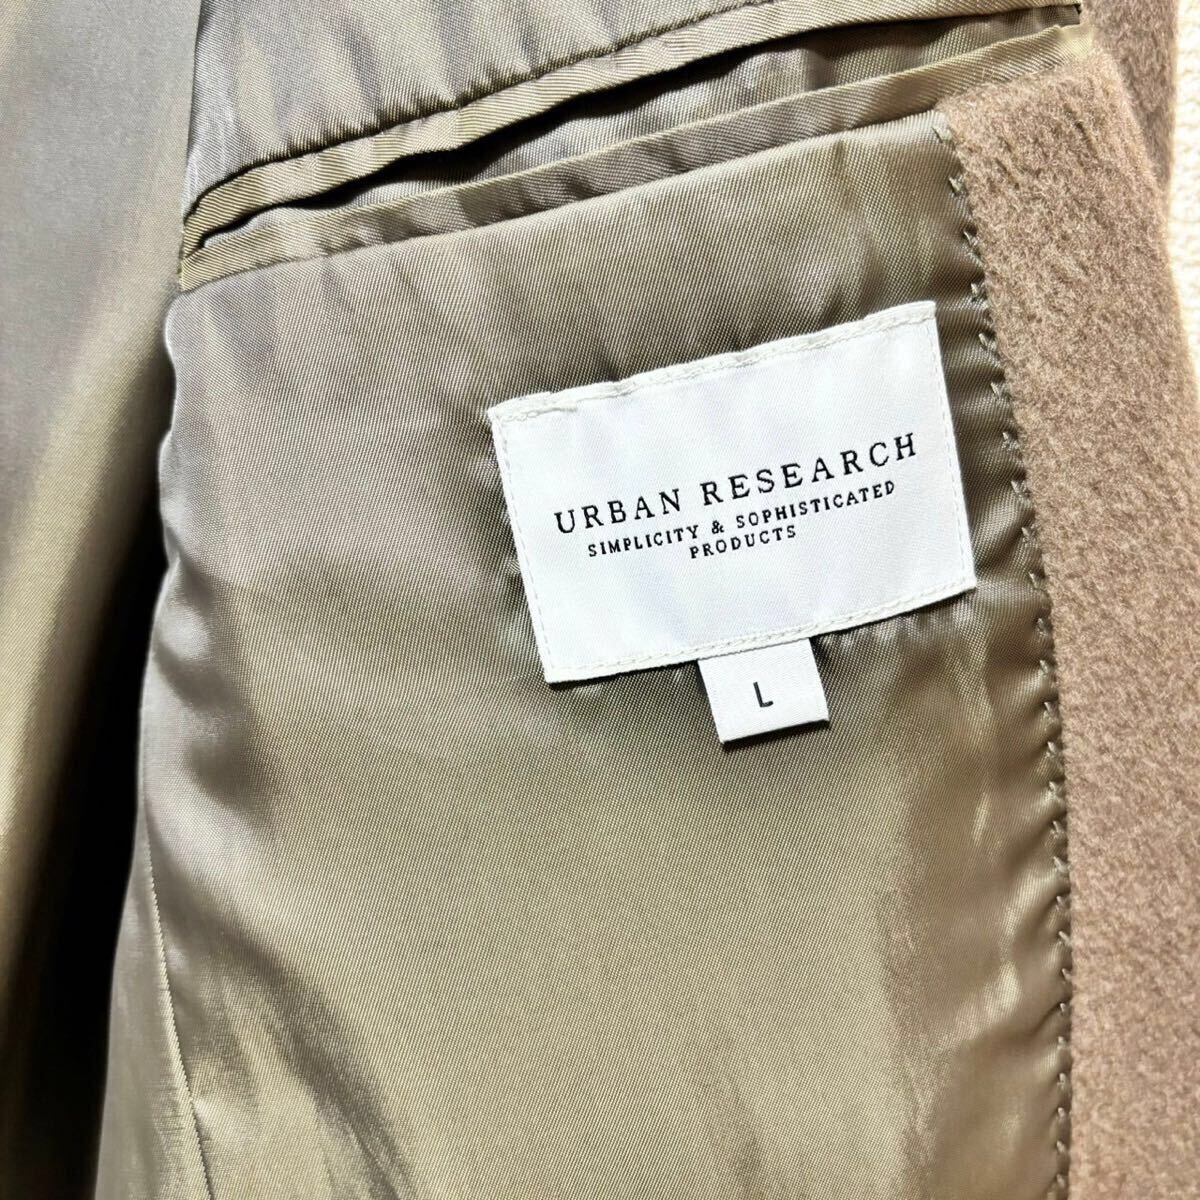 URBAN RESEARCH
SIMPLICITY & SOPHISTICATED
PRODUCTS
L